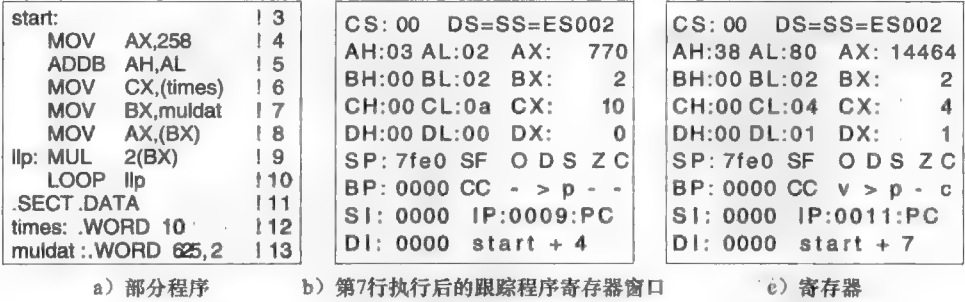 start: ! 3
MOV AX,258 ! 4
ADDB AH,AL ! 5
MOV CX,(times) ! 6
MOV BX,muldat ! 7
MOV AX,(BX) ! 8
llp: MUL 2(BX) ! 9
LOOP llp ! 10
.SECT .DATA ! 11
times: .WORD 10 ! 12
muldat:.WORD 625,2 ! 13
a) 部分程序
CS: 00 DS=SS=ES002
AH:03 AL:02 AX: 770
BH:00 BL:02 BX: 2
CH:00 CL:0a CX: 10
DH:00 DL:00 DX: 0
SP: 7fe0 SF O D S Z C
BP: 0000 CC - > p - -
SI: 0000 IP:0009:PC
DI: 0000 start + 4
b) 第7行执行后的跟踪程序寄存器窗口
CS: 00 DS=SS=ES002
AH:38 AL:80 AX: 14464
BH:00 BL:02 BX: 2
CH:00 CL:04 CX: 4
DH:00 DL:01 DX: 1
SP: 7fe0 SF O D S Z C
BP: 0000 CC v > p - c
SI: 0000 IP:0011:PC
DI: 0000 start + 7
c) 寄存器